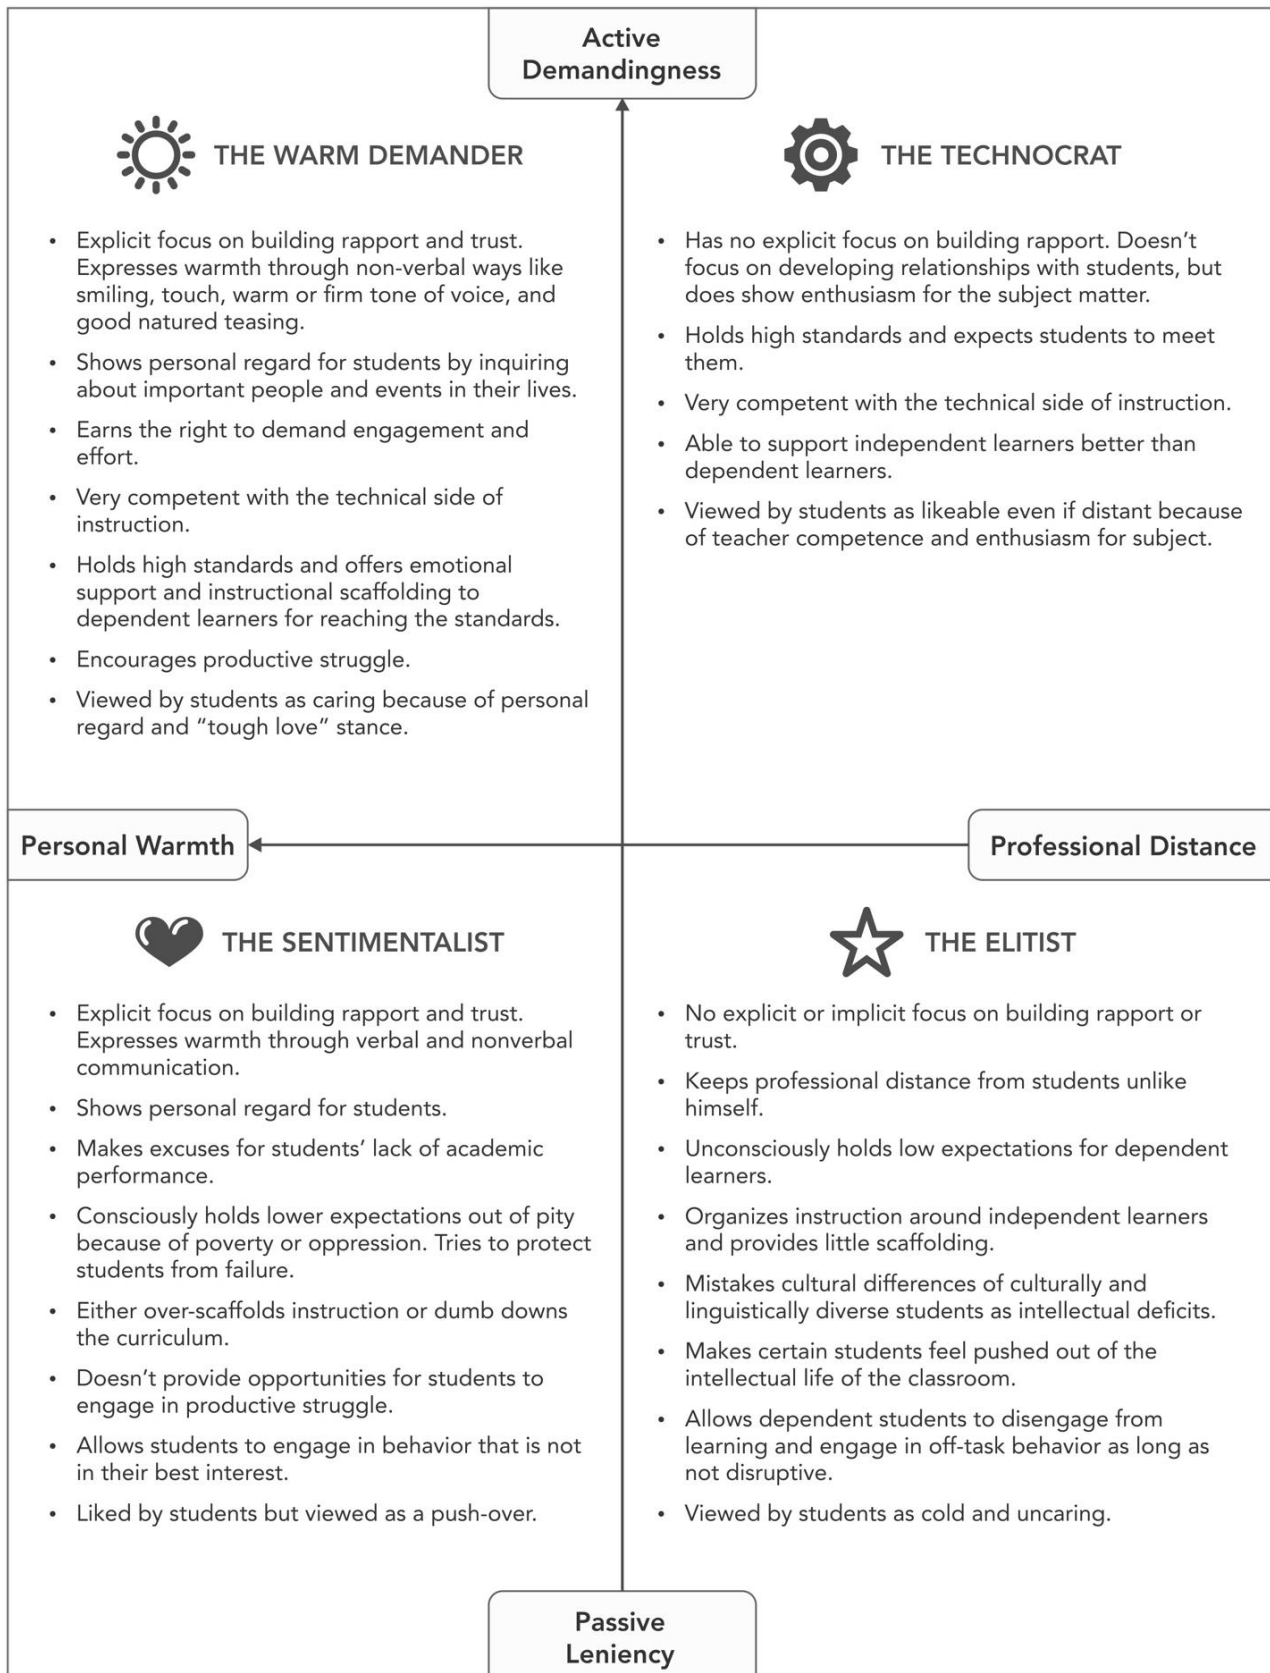 Active
Demandingness
THE WARM DEMANDER
• Explicit focus on building rapport and trust.
Expresses warmth through non-verbal ways like
smiling, touch, warm or firm tone of voice, and
good natured teasing.
• Shows personal regard for students by inquiring
about important people and events in their lives.
• Earns the right to demand engagement and
effort.
• Very competent with the technical side of
instruction.
• Holds high standards and offers emotional
support and instructional scaffolding to
dependent learners for reaching the standards.
• Encourages productive struggle.
• Viewed by students as caring because of personal
regard and “tough love” stance.
THE TECHNOCRAT
• Has no explicit focus on building rapport. Doesn’t
focus on developing relationships with students, but
does show enthusiasm for the subject matter.
• Holds high standards and expects students to meet
them.
• Very competent with the technical side of instruction.
• Able to support independent learners better than
dependent learners.
• Viewed by students as likeable even if distant because
of teacher competence and enthusiasm for subject.
Personal Warmth
Professional Distance
THE SENTIMENTALIST
• Explicit focus on building rapport and trust.
Expresses warmth through verbal and nonverbal
communication.
• Shows personal regard for students.
• Makes excuses for students’ lack of academic
performance.
• Consciously holds lower expectations out of pity
because of poverty or oppression. Tries to protect
students from failure.
• Either over-scaffolds instruction or dumb downs
the curriculum.
• Doesn’t provide opportunities for students to
engage in productive struggle.
• Allows students to engage in behavior that is not
in their best interest.
• Liked by students but viewed as a push-over.
THE ELITIST
• No explicit or implicit focus on building rapport or
trust.
• Keeps professional distance from students unlike
himself.
• Unconsciously holds low expectations for dependent
learners.
• Organizes instruction around independent learners
and provides little scaffolding.
• Mistakes cultural differences of culturally and
linguistically diverse students as intellectual deficits.
• Makes certain students feel pushed out of the
intellectual life of the classroom.
• Allows dependent students to disengage from
learning and engage in off-task behavior as long as
not disruptive.
• Viewed by students as cold and uncaring.
Passive
Leniency